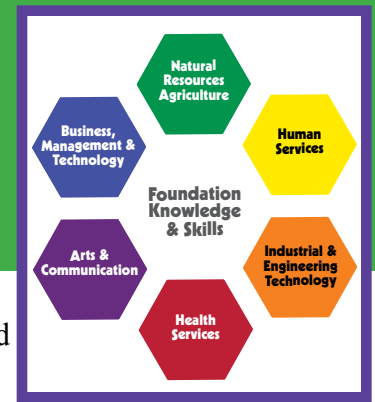 Natural
Resources
Agriculture
Business,
Management &
Technology
Human
Services
Foundation
Knowledge
& Skills
Arts &
Communication
Industrial &
Engineering
Technology
Health
Services